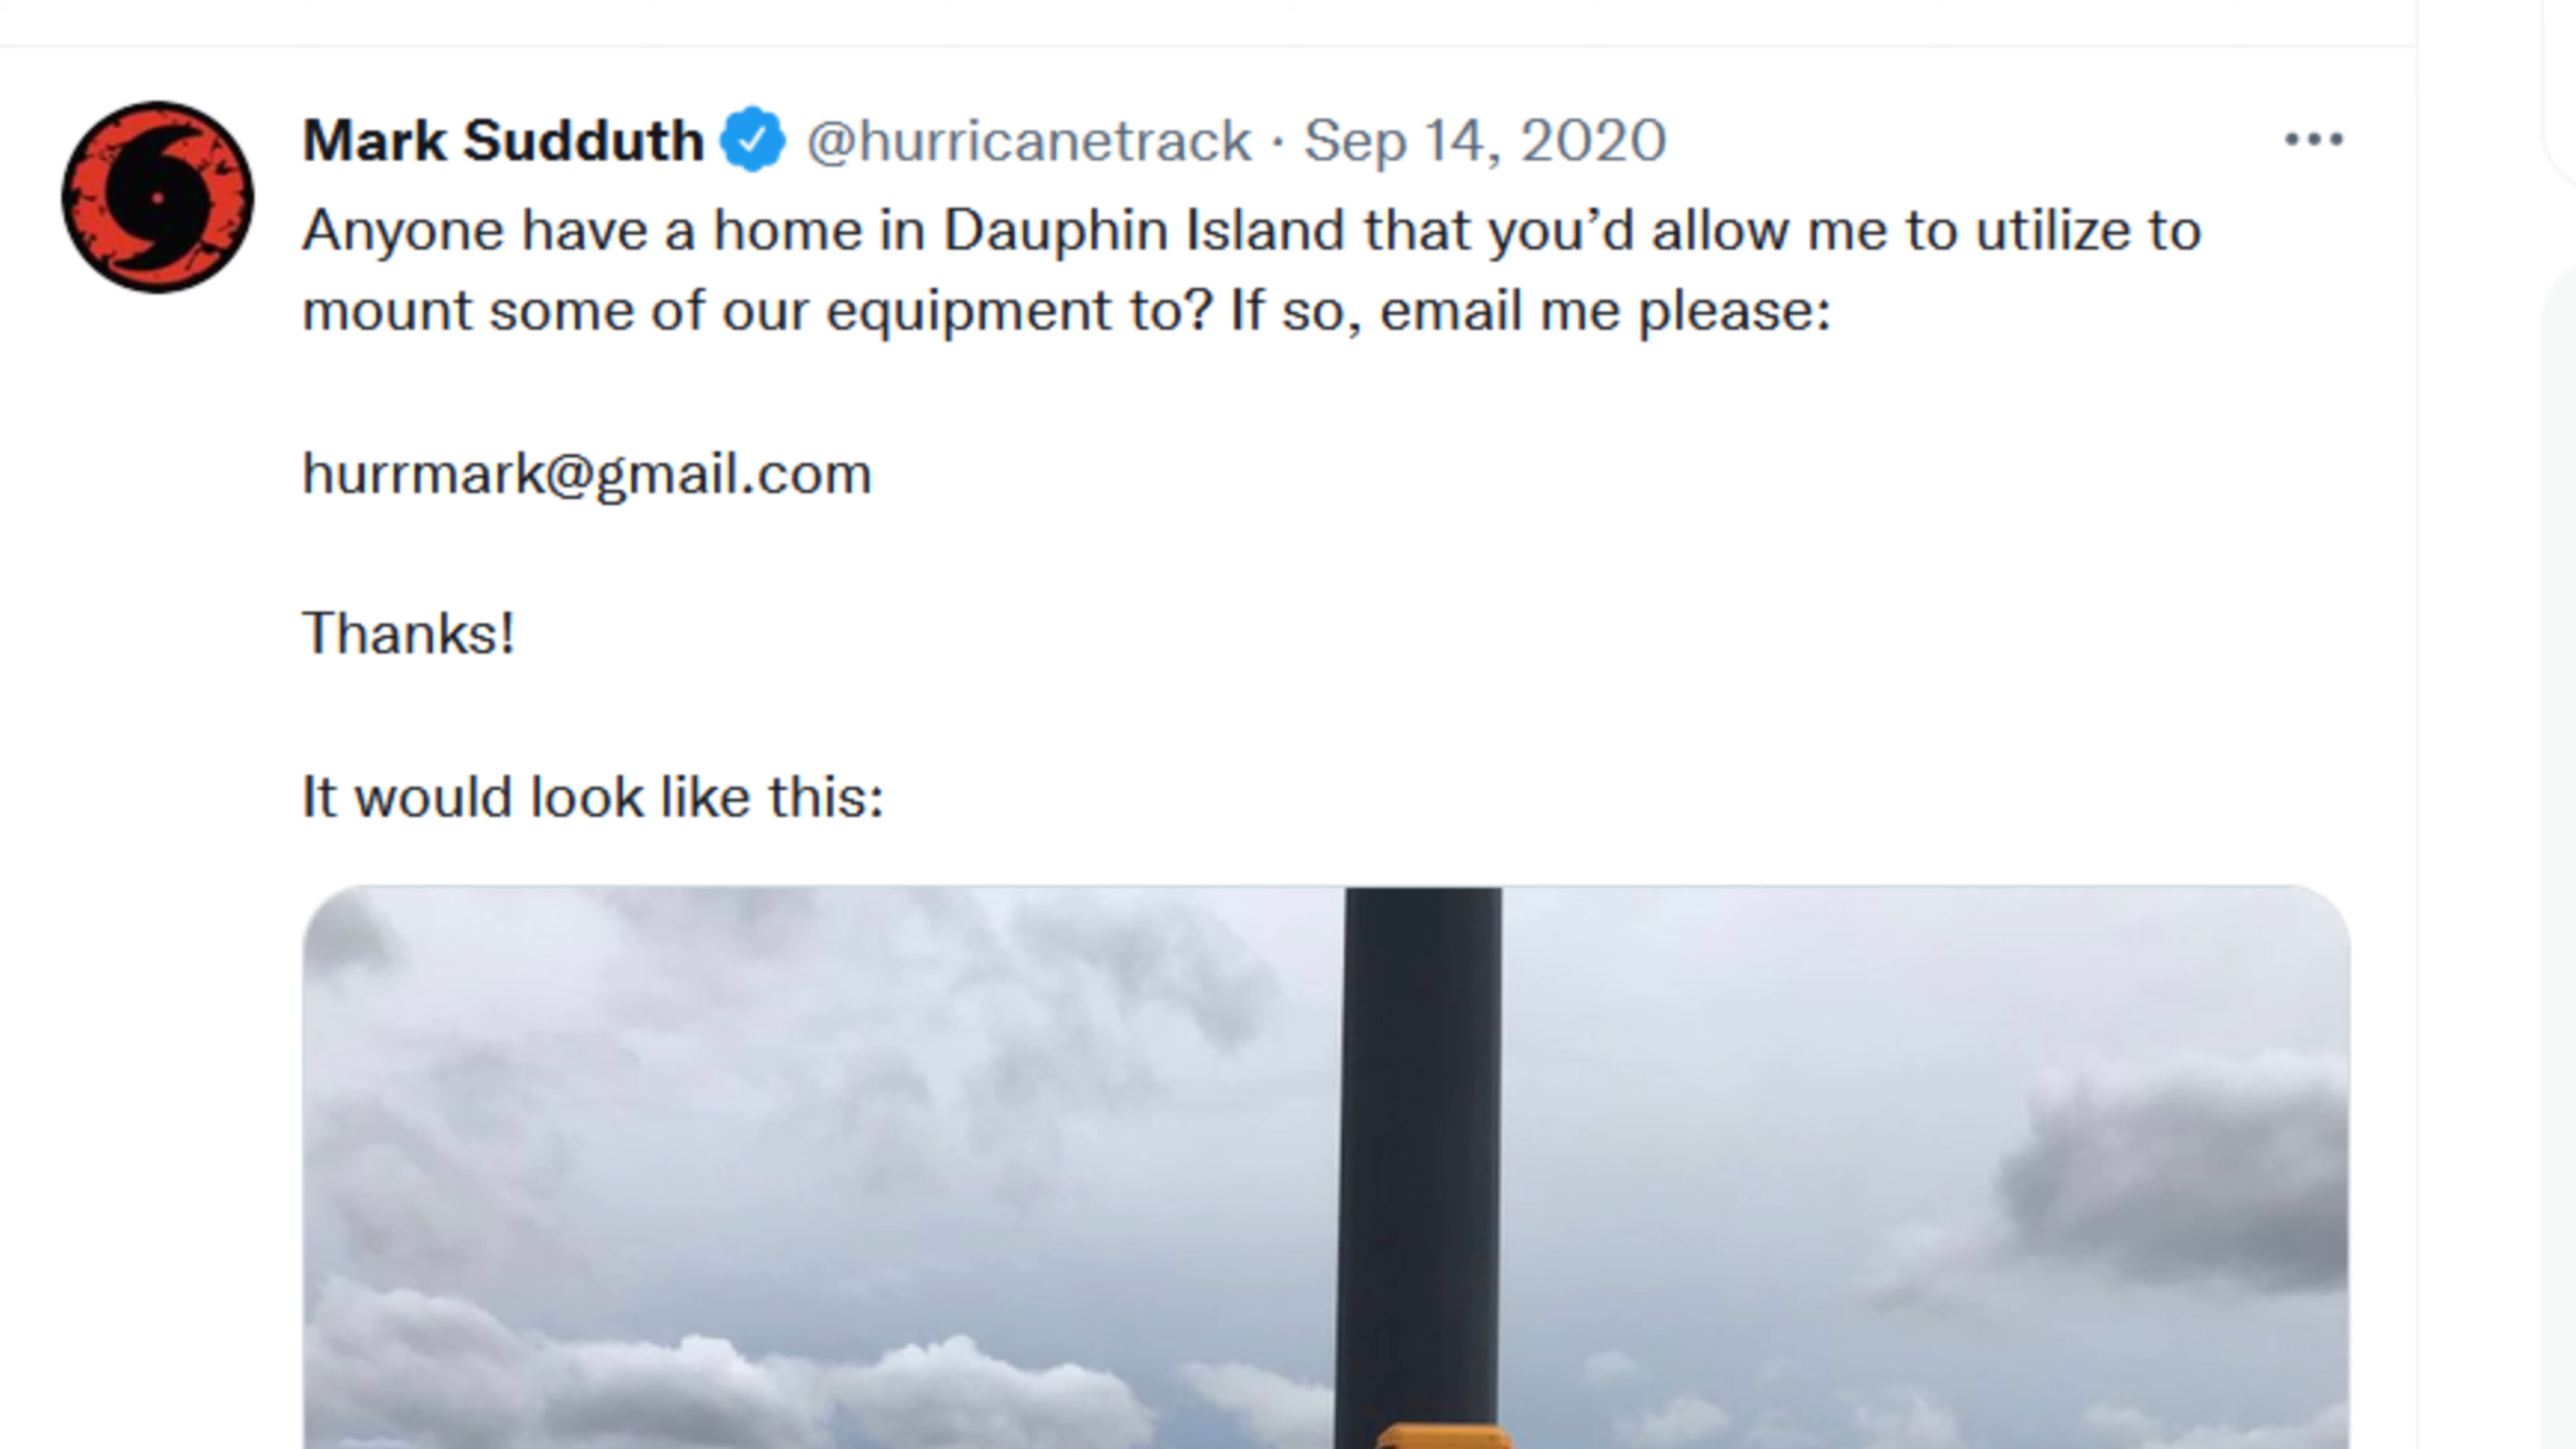 Mark Sudduth @hurricanetrack · Sep 14, 2020
Anyone have a home in Dauphin Island that you’d allow me to utilize to
mount some of our equipment to? If so, email me please:
hurrmark@gmail.com
Thanks!
It would look like this: